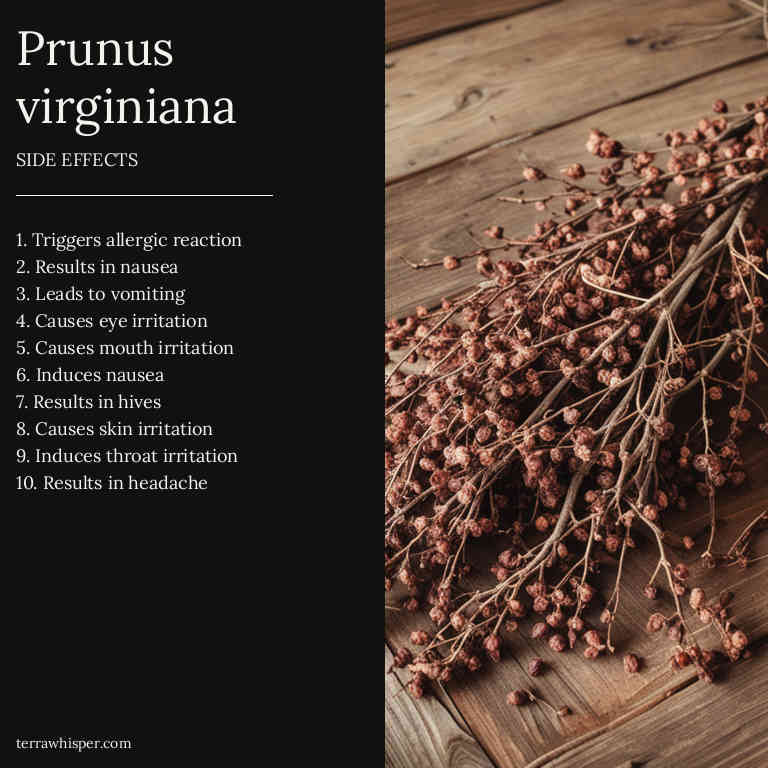 Prunus
virginiana
SIDE EFFECTS
1. Triggers allergic reaction
2. Results in nausea
3. Leads to vomiting
4. Causes eye irritation
5. Causes mouth irritation
6. Induces nausea
7. Results in hives
8. Causes skin irritation
9. Induces throat irritation
10. Results in headache
terrawhisper.com